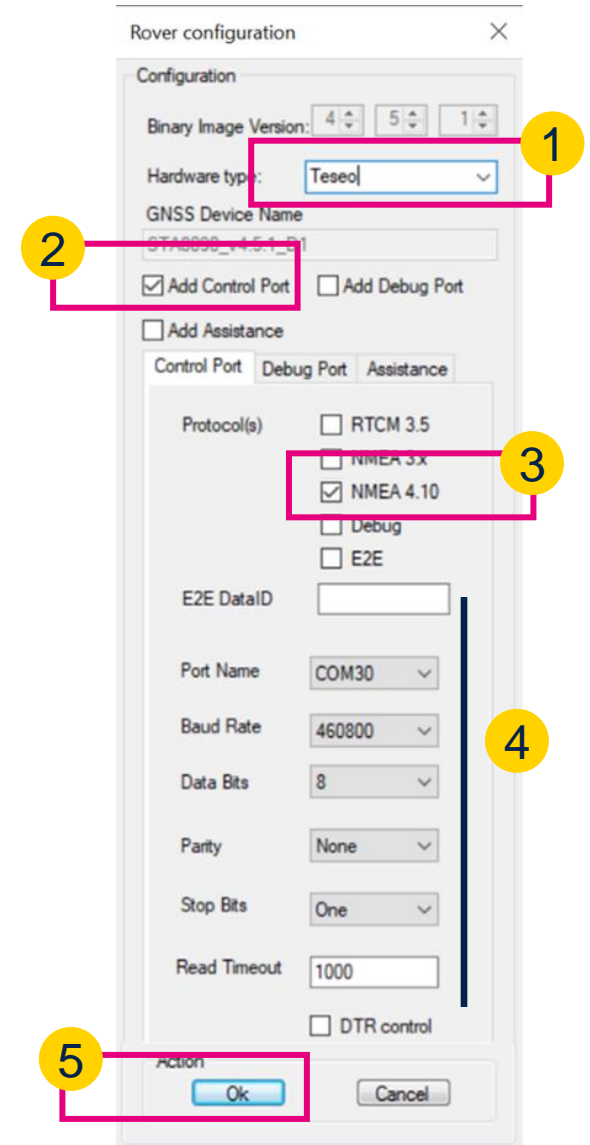 Rover configuration
Configuration
Binary Image Version: 4 5 1
1
Hardware type: Teseo
GNSS Device Name
2
Add Control Port Add Debug Port
Add Assistance
Control Port Debug Port Assistance
Protocol(s) RTCM 3.5
NMEA 3.x
3
NMEA 4.10
Debug
E2E
E2E DataID
Port Name COM30
Baud Rate 460800
4
Data Bits 8
Parity None
Stop Bits One
Read Timeout 1000
DTR control
5
Action
Ok Cancel